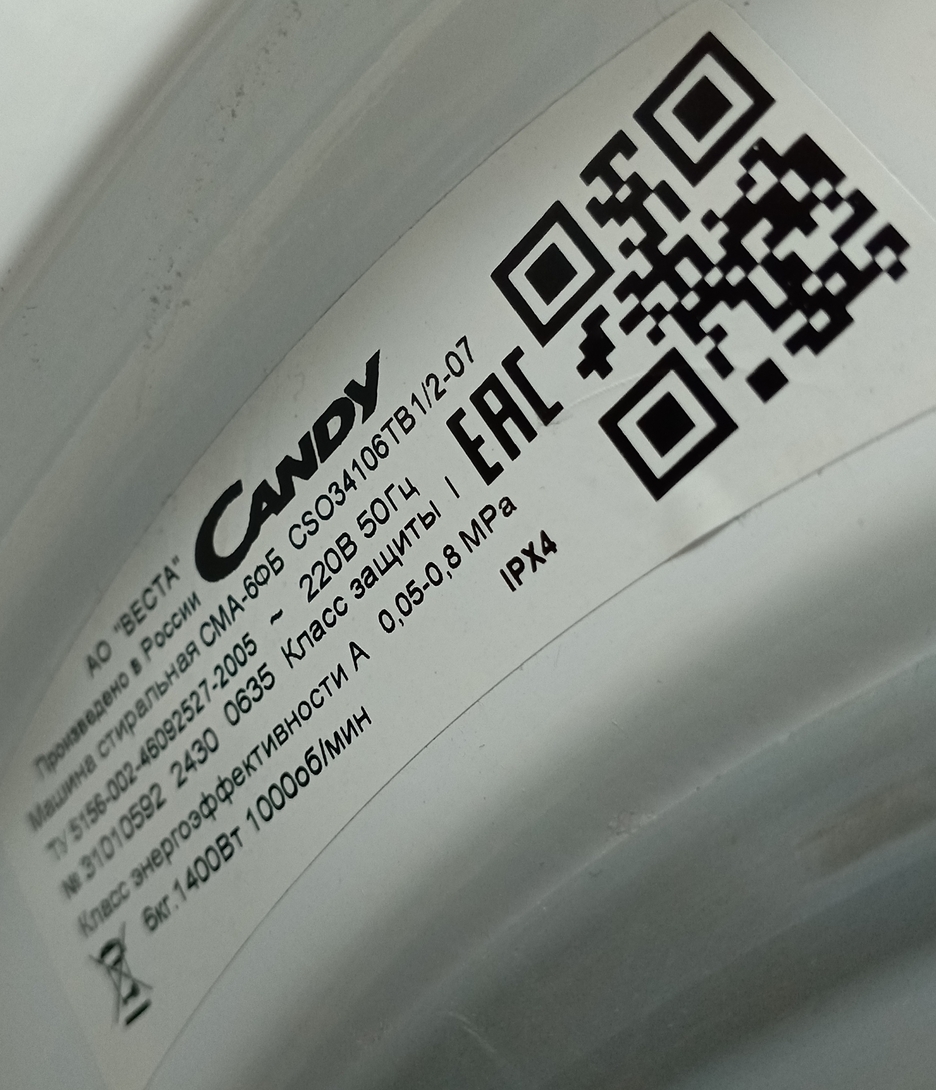 АО "ВЕСТА"
Произведено в России
CANDY
Машина стиральная СМА-6ФБ CSO34106TB1/2-07
ТУ 5156-002-46092527-2005 ~ 220В 50Гц
№ 31010592 2430 0635 Класс защиты I
EAC
Класс энергоэффективности А 0,05-0,8 MPa
6кг.1400Вт 1000об/мин
IPX4